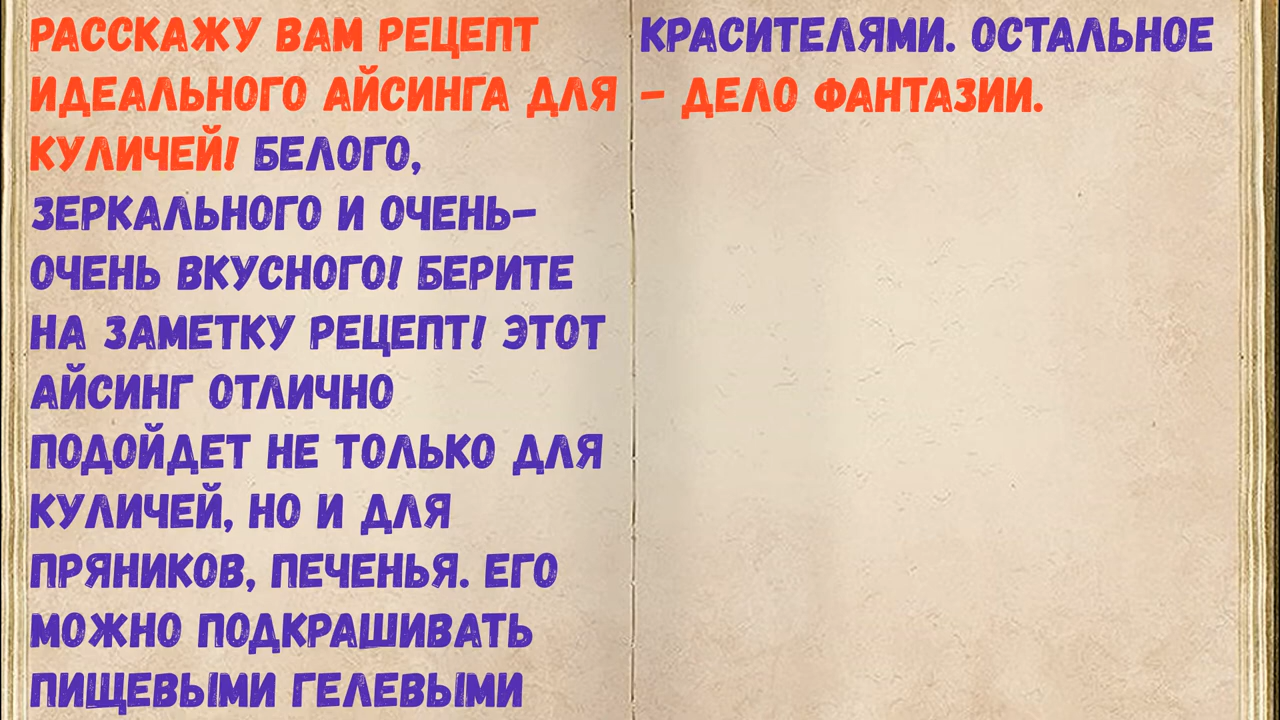 РАССКАЖУ ВАМ РЕЦЕПТ
ИДЕАЛЬНОГО АЙСИНГА ДЛЯ
КУЛИЧЕЙ! БЕЛОГО,
ЗЕРКАЛЬНОГО И ОЧЕНЬ-
ОЧЕНЬ ВКУСНОГО! БЕРИТЕ
НА ЗАМЕТКУ РЕЦЕПТ! ЭТОТ
АЙСИНГ ОТЛИЧНО
ПОДОЙДЕТ НЕ ТОЛЬКО ДЛЯ
КУЛИЧЕЙ, НО И ДЛЯ
ПРЯНИКОВ, ПЕЧЕНЬЯ. ЕГО
МОЖНО ПОДКРАШИВАТЬ
ПИЩЕВЫМИ ГЕЛЕВЫМИ
КРАСИТЕЛЯМИ. ОСТАЛЬНОЕ
- ДЕЛО ФАНТАЗИИ.